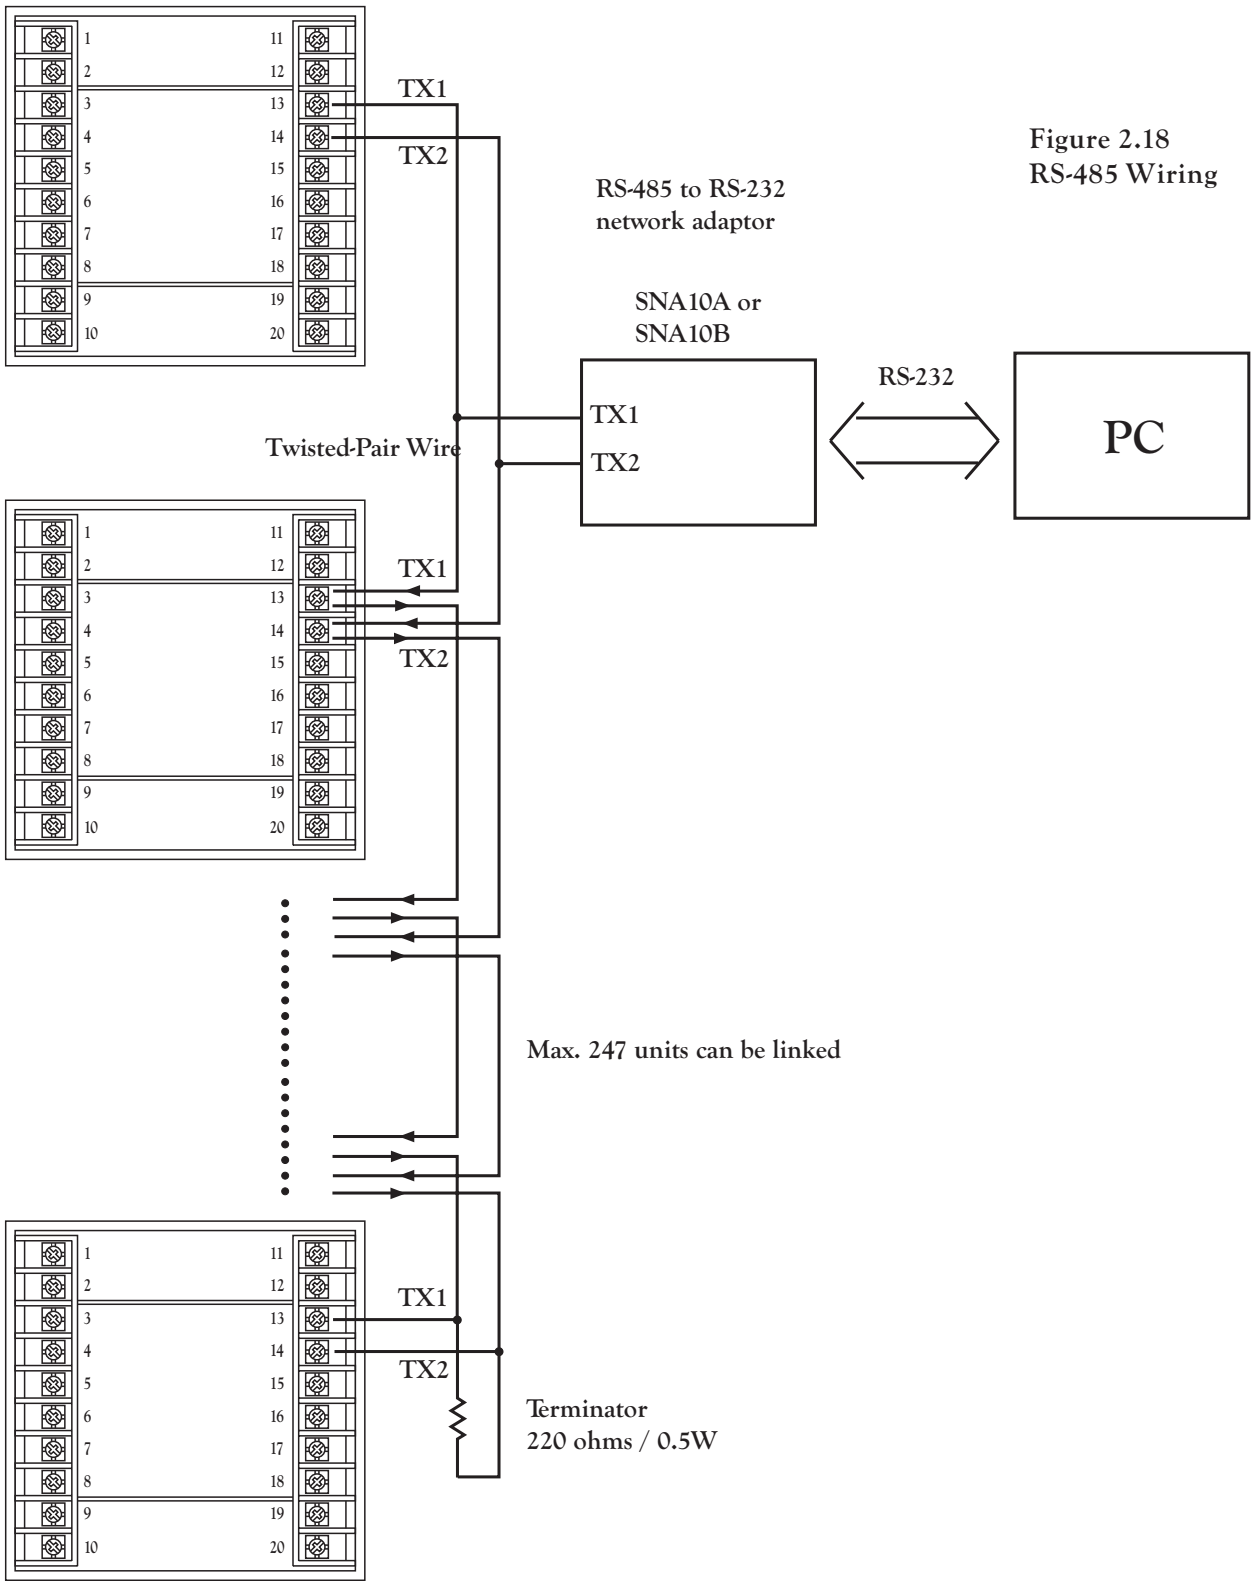 1 11
2 12
3 13
4 14
5 15
6 16
7 17
8 18
9 19
10 20
TX1
TX2
Figure 2.18
RS-485 Wiring
RS-485 to RS-232
network adaptor
SNA10A or
SNA10B
TX1
TX2
RS-232
PC
Twisted-Pair Wire
1 11
2 12
3 13
4 14
5 15
6 16
7 17
8 18
9 19
10 20
TX1
TX2
Max. 247 units can be linked
1 11
2 12
3 13
4 14
5 15
6 16
7 17
8 18
9 19
10 20
TX1
TX2
Terminator
220 ohms / 0.5W